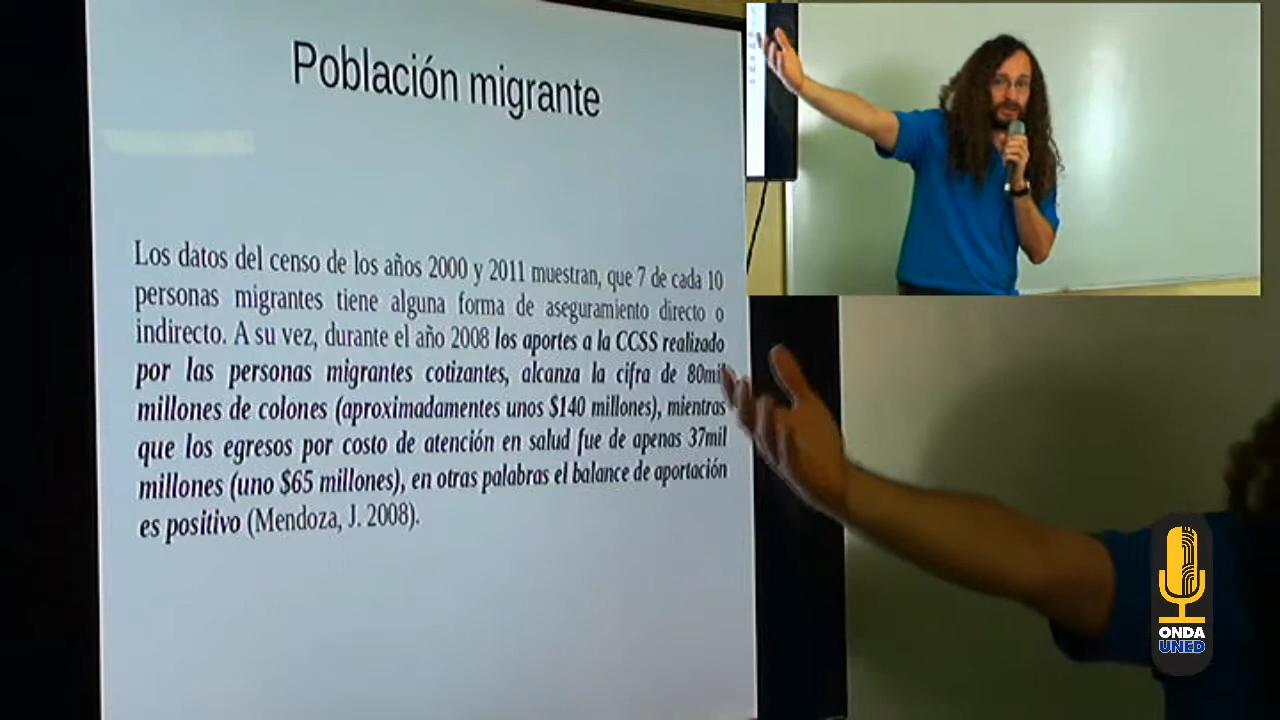 Población migrante
Los datos del censo de los años 2000 y 2011 muestran, que 7 de cada 10
personas migrantes tiene alguna forma de aseguramiento directo o
indirecto. A su vez, durante el año 2008 los aportes a la CCSS realizado
por las personas migrantes cotizantes, alcanza la cifra de 80mil
millones de colones (aproximadamentes unos $140 millones), mientras
que los egresos por costo de atención en salud fue de apenas 37mil
millones (uno $65 millones), en otras palabras el balance de aportación
es positivo (Mendoza, J. 2008).
ONDA
UNED